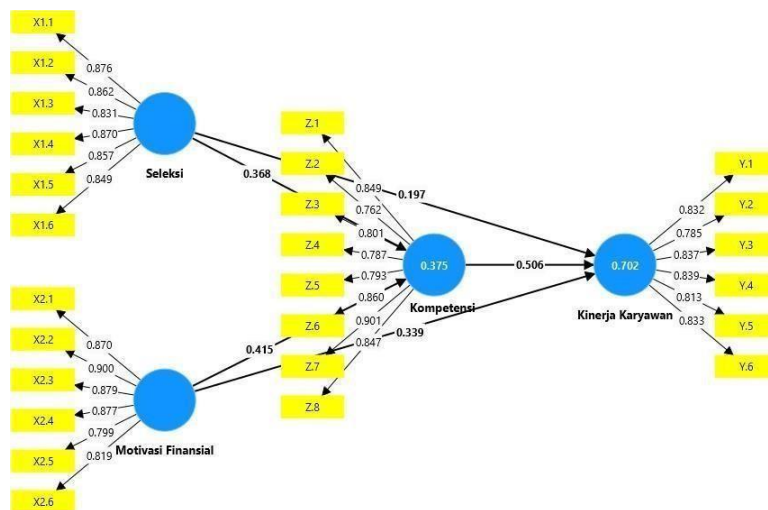 X1.1
X1.2
X1.3
X1.4
X1.5
X1.6
0.876
0.862
0.831
0.870
0.857
0.849
Seleksi
X2.1
X2.2
X2.3
X2.4
X2.5
X2.6
0.870
0.900
0.879
0.877
0.799
0.819
Motivasi Finansial
0.368
0.197
0.415
0.339
Z.1
Z.2
Z.3
Z.4
Z.5
Z.6
Z.7
Z.8
0.849
0.762
0.801
0.787
0.793
0.860
0.901
0.847
0.375
Kompetensi
0.506
0.702
Kinerja Karyawan
0.832
0.785
0.837
0.839
0.813
0.833
Y.1
Y.2
Y.3
Y.4
Y.5
Y.6